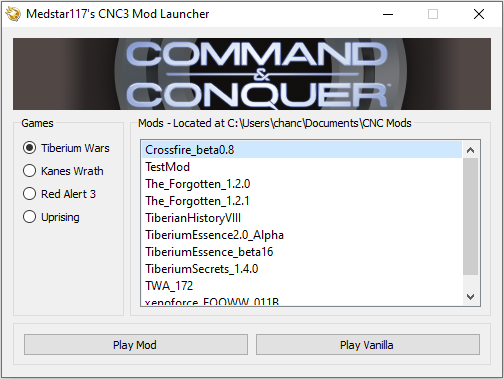 Medstar117's CNC3 Mod Launcher
COMMAND
&
CONQUER
Games
Tiberium Wars
Kanes Wrath
Red Alert 3
Uprising
Mods - Located at C:\Users\chanc\Documents\CNC Mods
Crossfire_beta0.8
TestMod
The_Forgotten_1.2.0
The_Forgotten_1.2.1
TiberianHistoryVIII
TiberiumEssence2.0_Alpha
TiberiumEssence_beta16
TiberiumSecrets_1.4.0
TWA_172
Play Mod
Play Vanilla